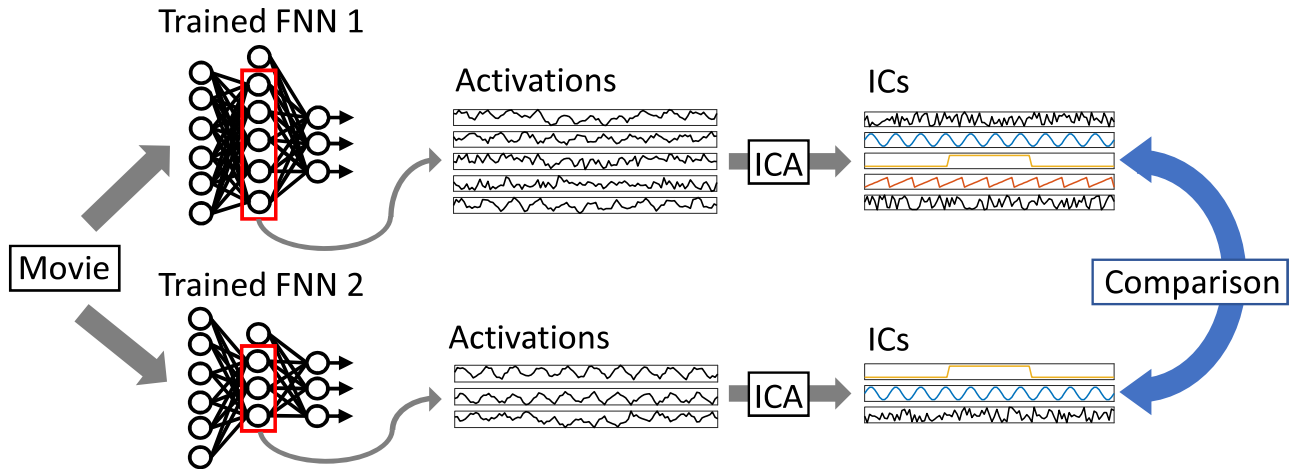 Trained FNN 1
Activations
ICs
ICA
Movie
Comparison
Trained FNN 2
Activations
ICs
ICA